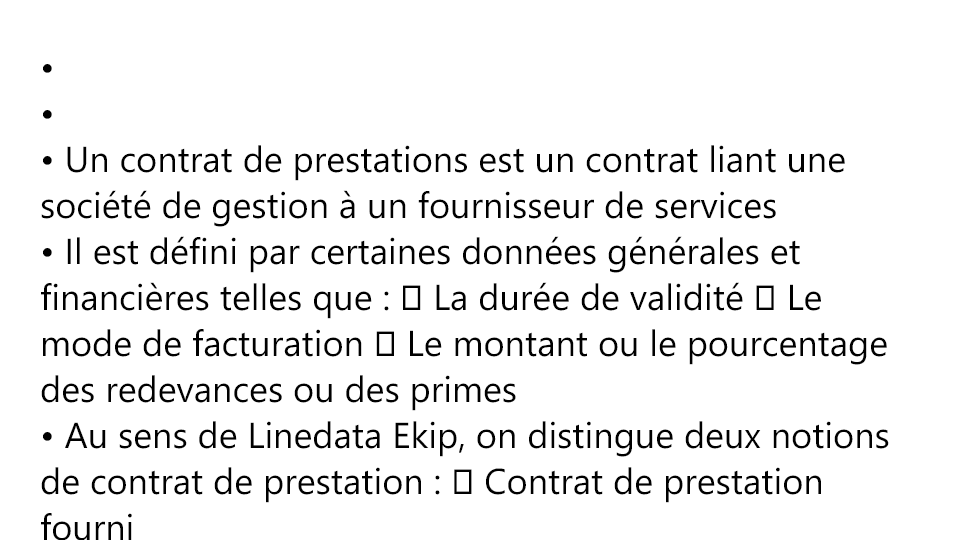 •
•
• Un contrat de prestations est un contrat liant une
société de gestion à un fournisseur de services
• Il est défini par certaines données générales et
financières telles que : ▯ La durée de validité ▯ Le
mode de facturation ▯ Le montant ou le pourcentage
des redevances ou des primes
• Au sens de Linedata Ekip, on distingue deux notions
de contrat de prestation : ▯ Contrat de prestation
fourni